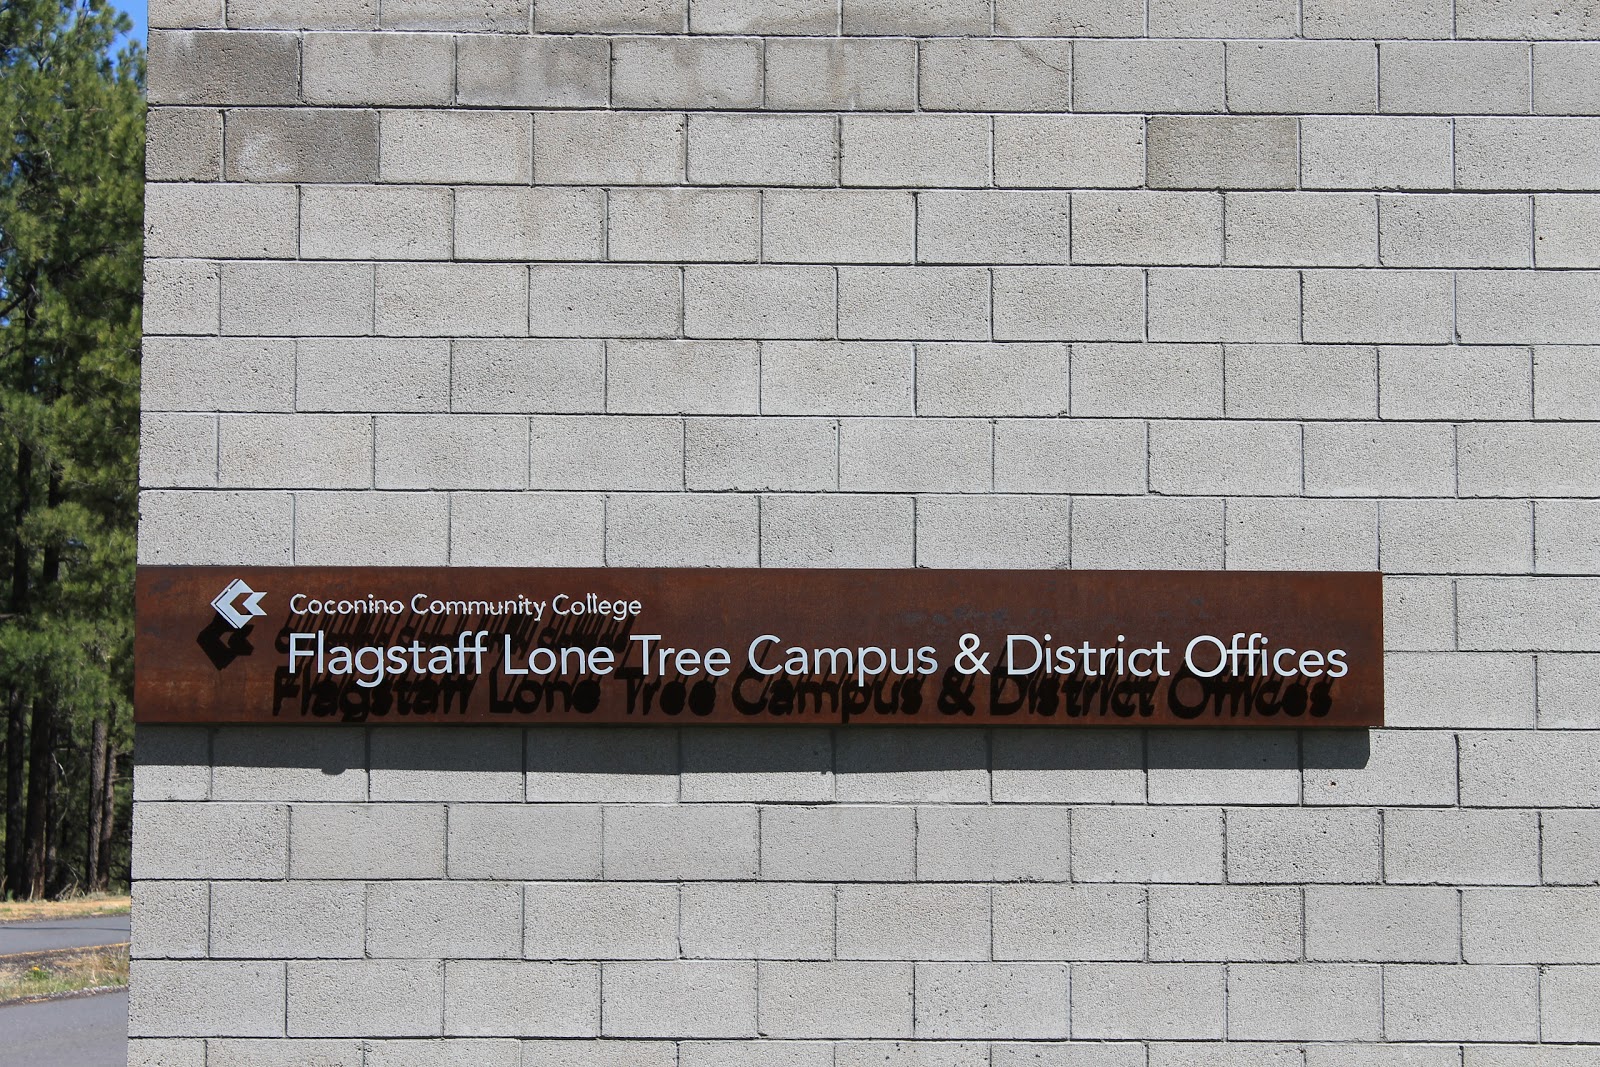 Coconino Community College
Flagstaff Lone Tree Campus & District Offices